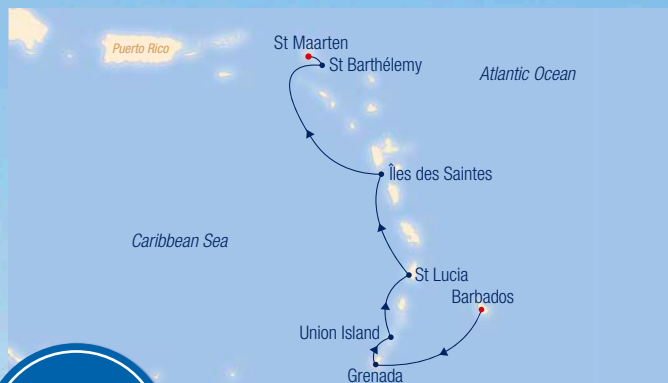 St Maarten
Puerto Rico
St Barthélemy
Atlantic Ocean
Îles des Saintes
Caribbean Sea
St Lucia
Barbados
Union Island
Grenada